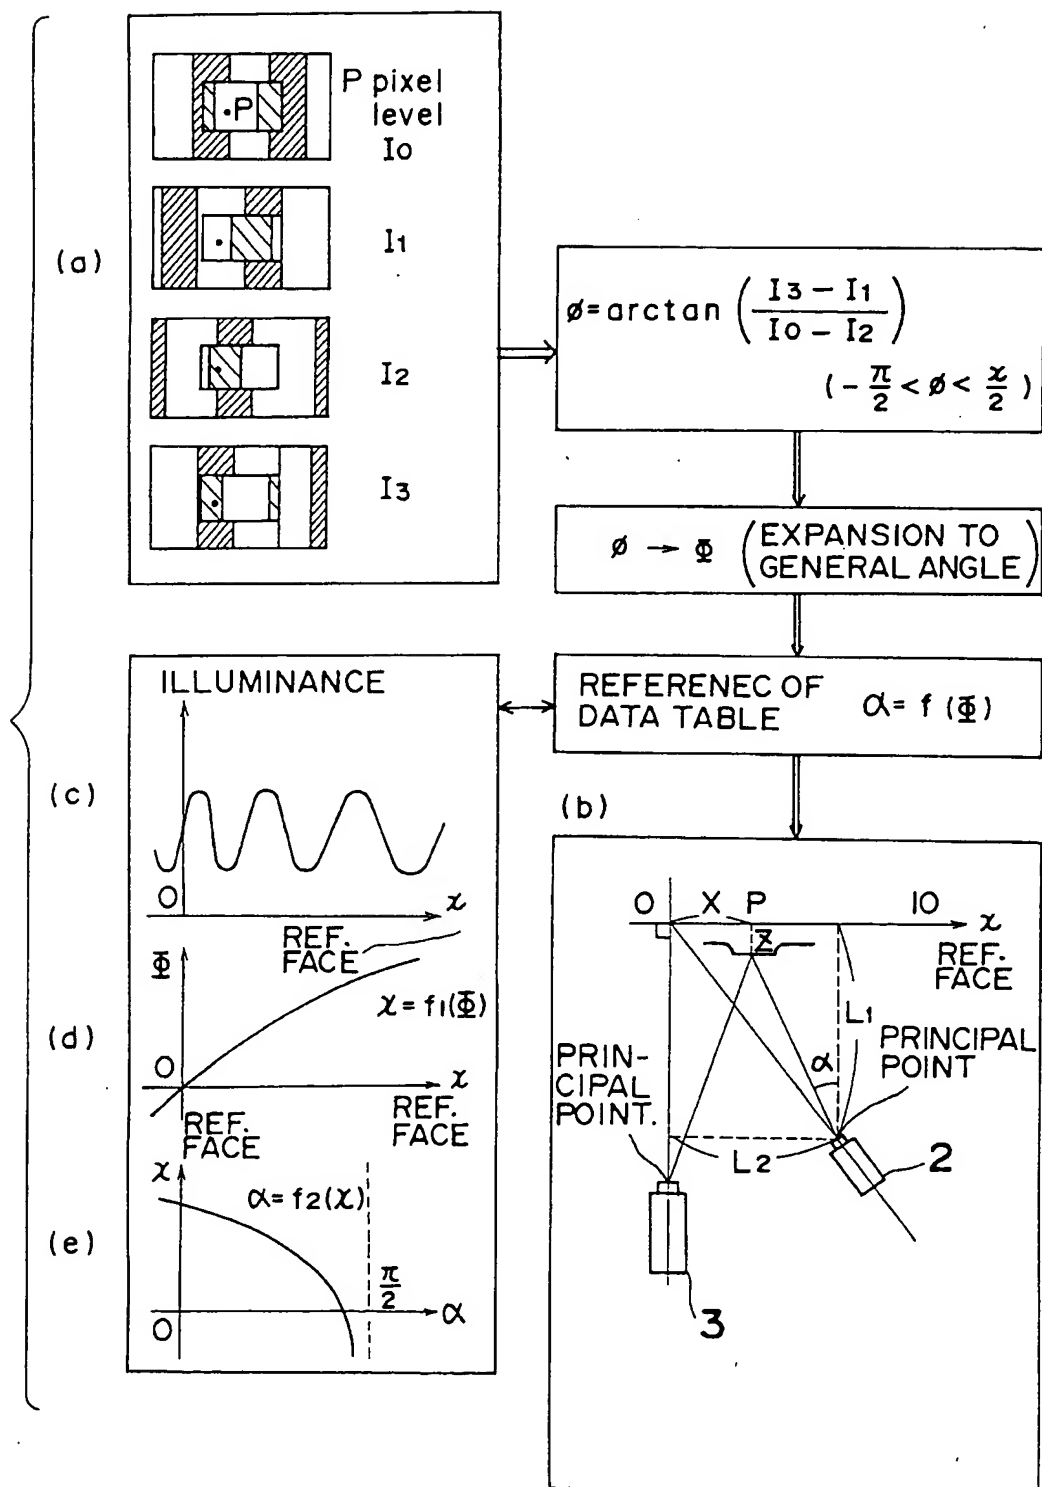 (a)
P
P pixel
level
I0
I1
I2
I3
ø = arctan ( I3 − I1 / I0 − I2 )
( − π/2 < ø < x/2 )
ø → Φ (EXPANSION TO
GENERAL ANGLE)
REFERENEC OF
DATA TABLE
α = f (Φ)
(c)
ILLUMINANCE
O
x
REF.
FACE
(d)
Φ
O
x = f1(Φ)
x
REF.
FACE
REF.
FACE
(e)
x
α = f2(x)
π/2
O
α
(b)
O
X
P
10
x
REF.
FACE
Z
L1
PRINCIPAL
POINT
α
PRIN-
CIPAL
POINT.
L2
2
3